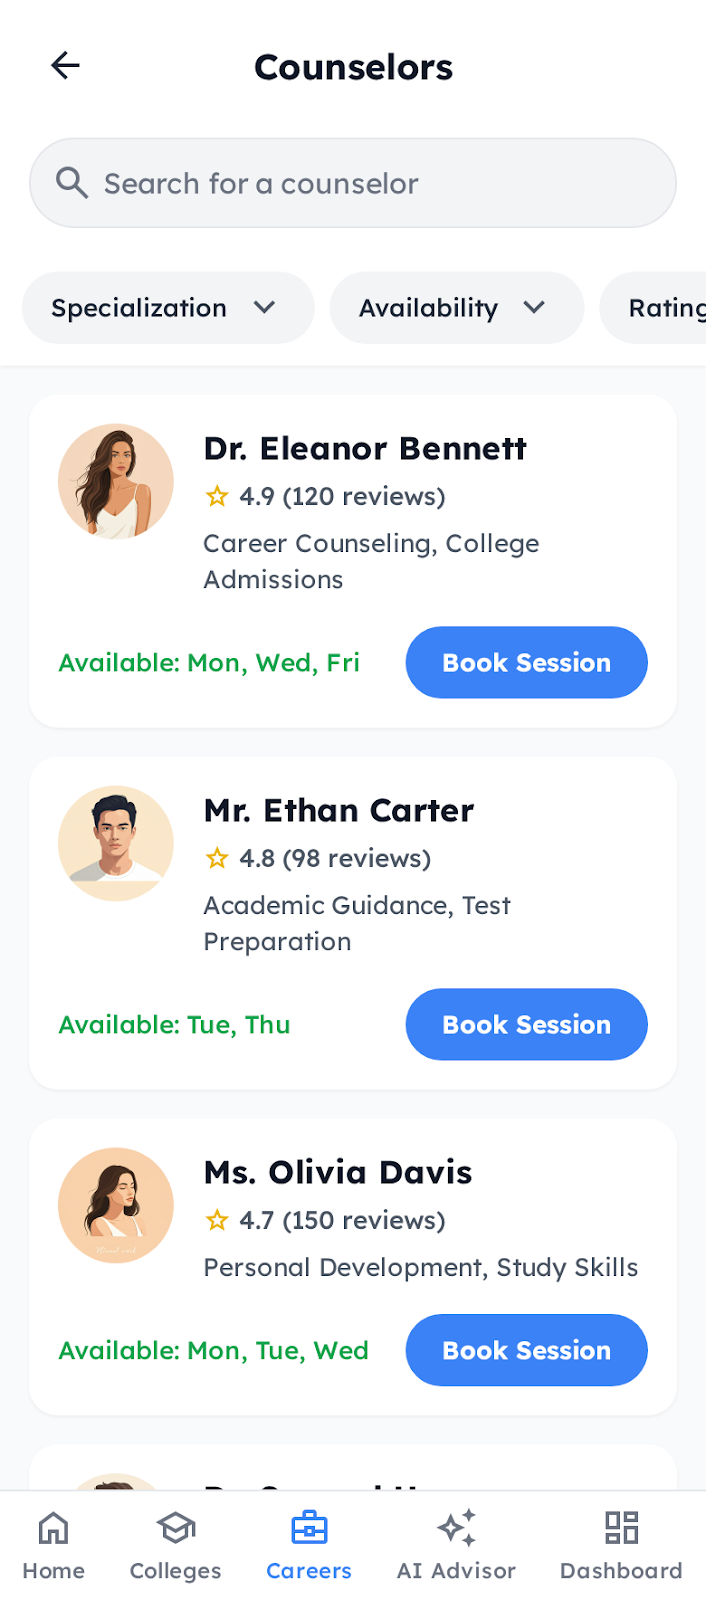 Counselors
Search for a counselor
Specialization
Availability
Rating
Dr. Eleanor Bennett
4.9 (120 reviews)
Career Counseling, College
Admissions
Available: Mon, Wed, Fri
Book Session
Mr. Ethan Carter
4.8 (98 reviews)
Academic Guidance, Test
Preparation
Available: Tue, Thu
Book Session
Ms. Olivia Davis
4.7 (150 reviews)
Personal Development, Study Skills
Available: Mon, Tue, Wed
Book Session
Home
Colleges
Careers
AI Advisor
Dashboard